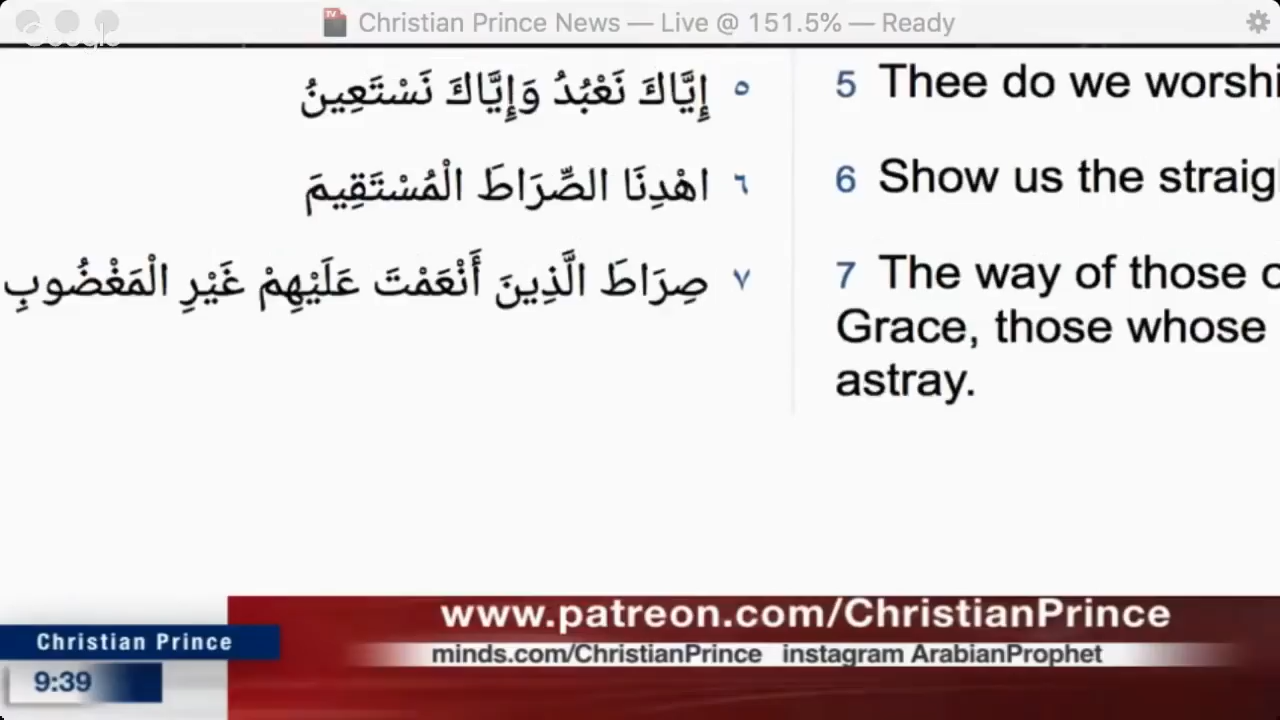 Christian Prince News — Live @ 151.5% — Ready
Google
إِيَّاكَ نَعْبُدُ وَإِيَّاكَ نَسْتَعِينُ ٥
اهْدِنَا الصِّرَاطَ الْمُسْتَقِيمَ ٦
صِرَاطَ الَّذِينَ أَنْعَمْتَ عَلَيْهِمْ غَيْرِ الْمَغْضُوبِ ٧
5 Thee do we worshi
6 Show us the straig
7 The way of those
Grace, those whose
astray.
www.patreon.com/ChristianPrince
minds.com/ChristianPrince instagram ArabianProphet
Christian Prince
9:39